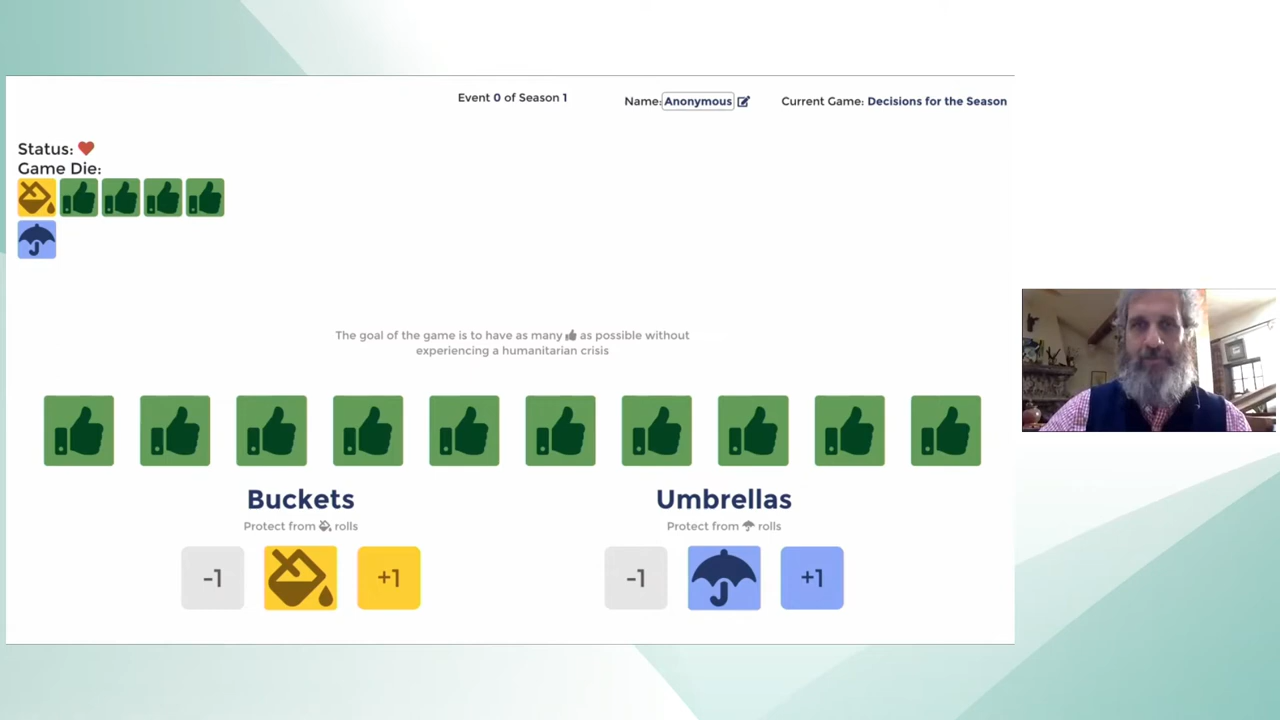 Event 0 of Season 1
Name: Anonymous
Current Game: Decisions for the Season
Status:
Game Die:
The goal of the game is to have as many as possible without
experiencing a humanitarian crisis
Buckets
Umbrellas
Protect from rolls
Protect from rolls
-1
+1
-1
+1